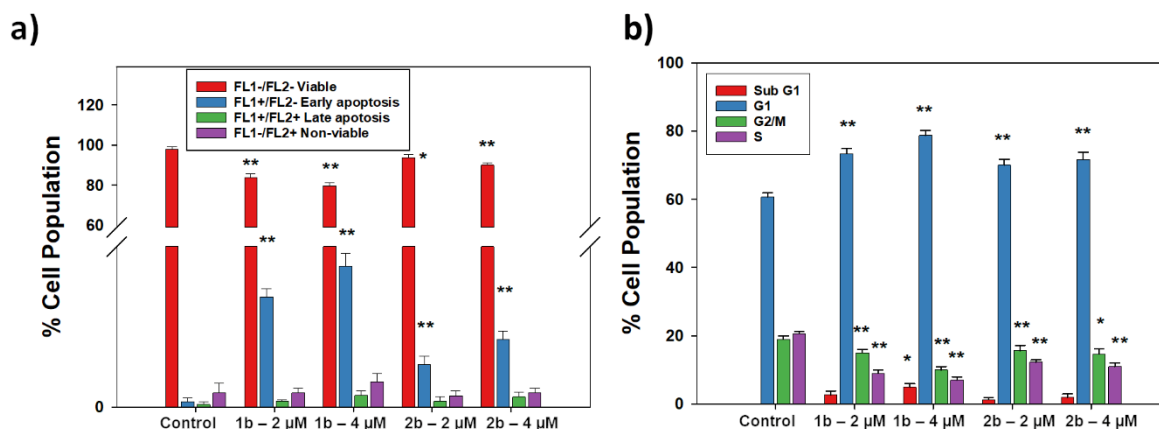 a)
FL1-/FL2- Viable
FL1+/FL2- Early apoptosis
FL1+/FL2+ Late apotosis
FL1-/FL2+ Non-viable
% Cell Population
120
100
80
60
0
** ** * **
** ** ** **
Control 1b – 2 µM 1b – 4 µM 2b – 2 µM 2b – 4 µM
b)
Sub G1
G1
G2/M
S
% Cell Population
100
80
60
40
20
0
** ** ** **
** ** * ** ** ** ** * **
Control 1b – 2 µM 1b – 4 µM 2b – 2 µM 2b – 4 µM